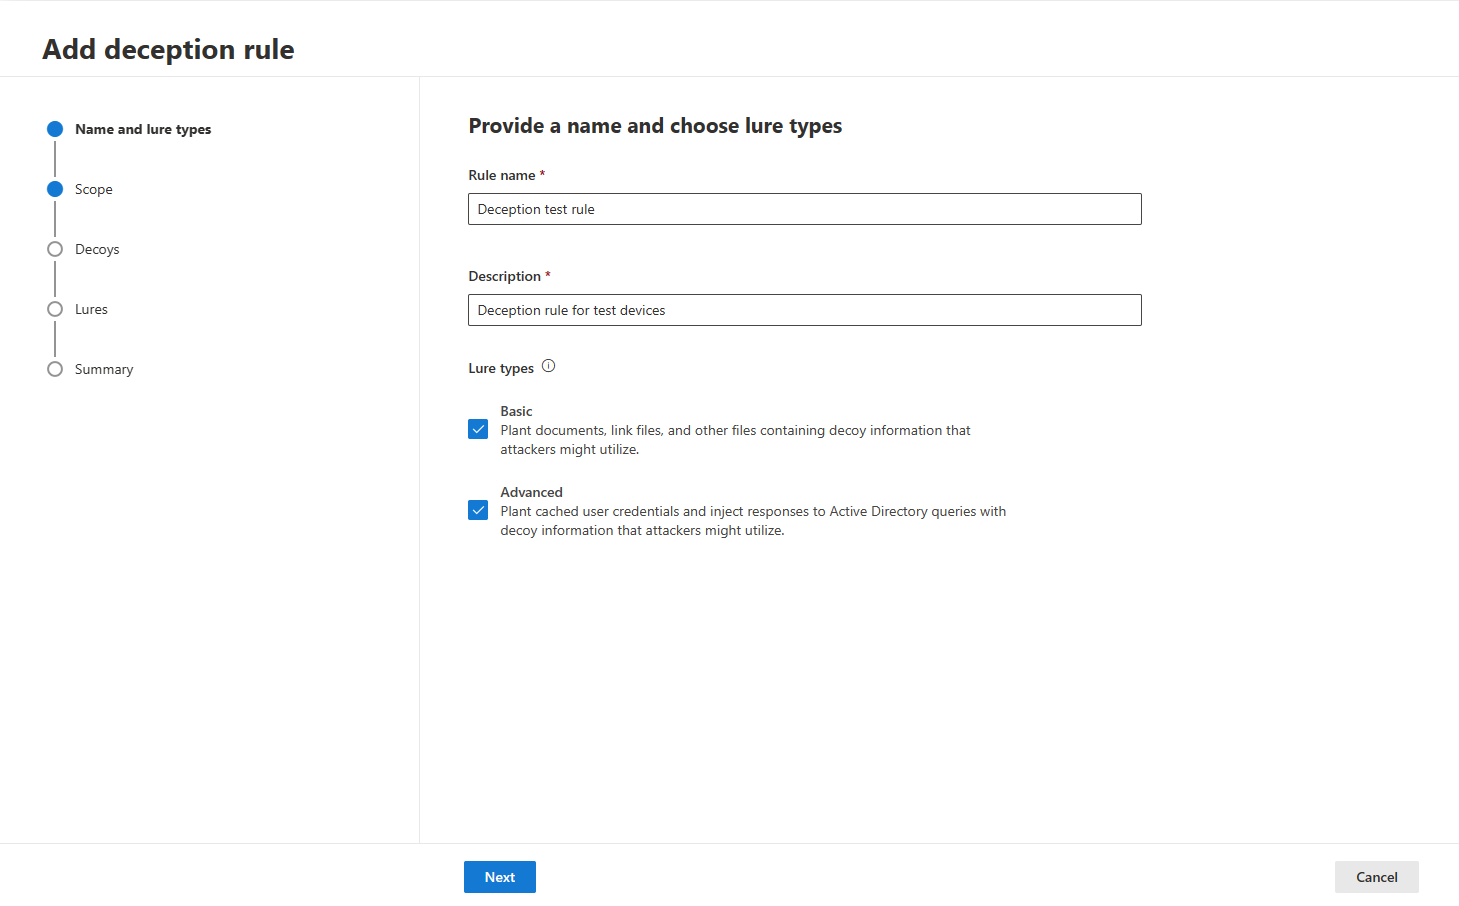 Add deception rule
Name and lure types
Scope
Decoys
Lures
Summary
Provide a name and choose lure types
Rule name *
Deception test rule
Description *
Deception rule for test devices
Lure types
Basic
Plant documents, link files, and other files containing decoy information that
attackers might utilize.
Advanced
Plant cached user credentials and inject responses to Active Directory queries with
decoy information that attackers might utilize.
Next
Cancel